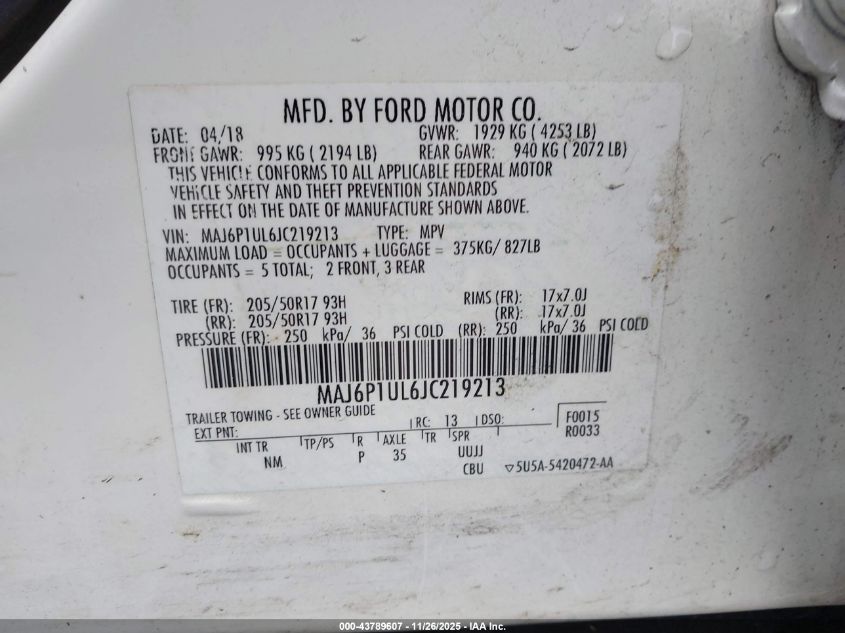 MFD. BY FORD MOTOR CO.
DATE: 04/18 GVWR: 1929 KG ( 4253 LB)
FRONT GAWR: 995 KG ( 2194 LB) REAR GAWR: 940 KG ( 2072 LB)
THIS VEHICLE CONFORMS TO ALL APPLICABLE FEDERAL MOTOR
VEHICLE SAFETY AND THEFT PREVENTION STANDARDS
IN EFFECT ON THE DATE OF MANUFACTURE SHOWN ABOVE.
VIN: MAJ6P1UL6JC219213 TYPE: MPV
MAXIMUM LOAD = OCCUPANTS + LUGGAGE = 375KG/ 827LB
OCCUPANTS = 5 TOTAL; 2 FRONT, 3 REAR
TIRE (FR): 205/50R17 93H RIMS (FR): 17x7.0J
(RR): 205/50R17 93H (RR): 17x7.0J
PRESSURE (FR): 250 kPa/ 36 PSI COLD (RR): 250 kPa/ 36 PSI COLD
MAJ6P1UL6JC219213
TRAILER TOWING - SEE OWNER GUIDE
EXT PNT: RC: 13 DSO: F0015
R0033
INT TR TP/PS R AXLE TR SPR
NM P 35 UUJJ
CBU 5U5A-5420472-AA
000-43789607 - 11/26/2025 - IAA Inc.